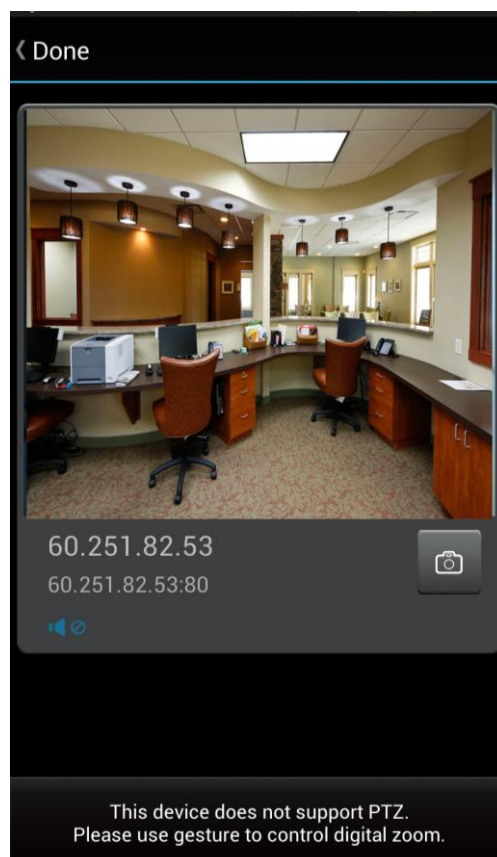 Done
60.251.82.53
60.251.82.53:80
This device does not support PTZ.
Please use gesture to control digital zoom.